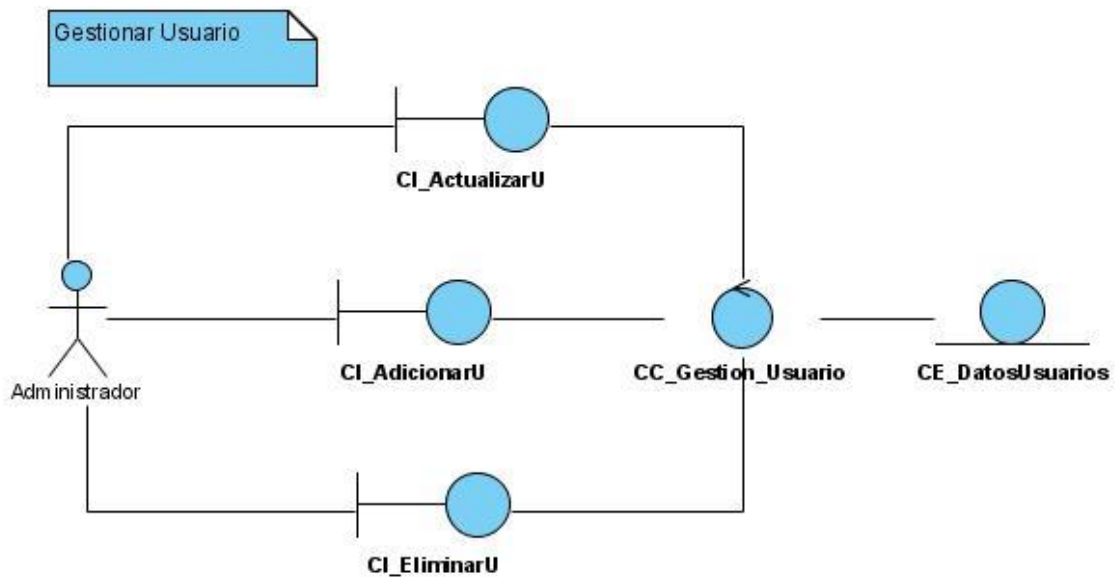 Gestionar Usuario
CI_ActualizarU
Administrador
CI_AdicionarU
CC_Gestion_Usuario
CE_DatosUsuarios
CI_EliminarU